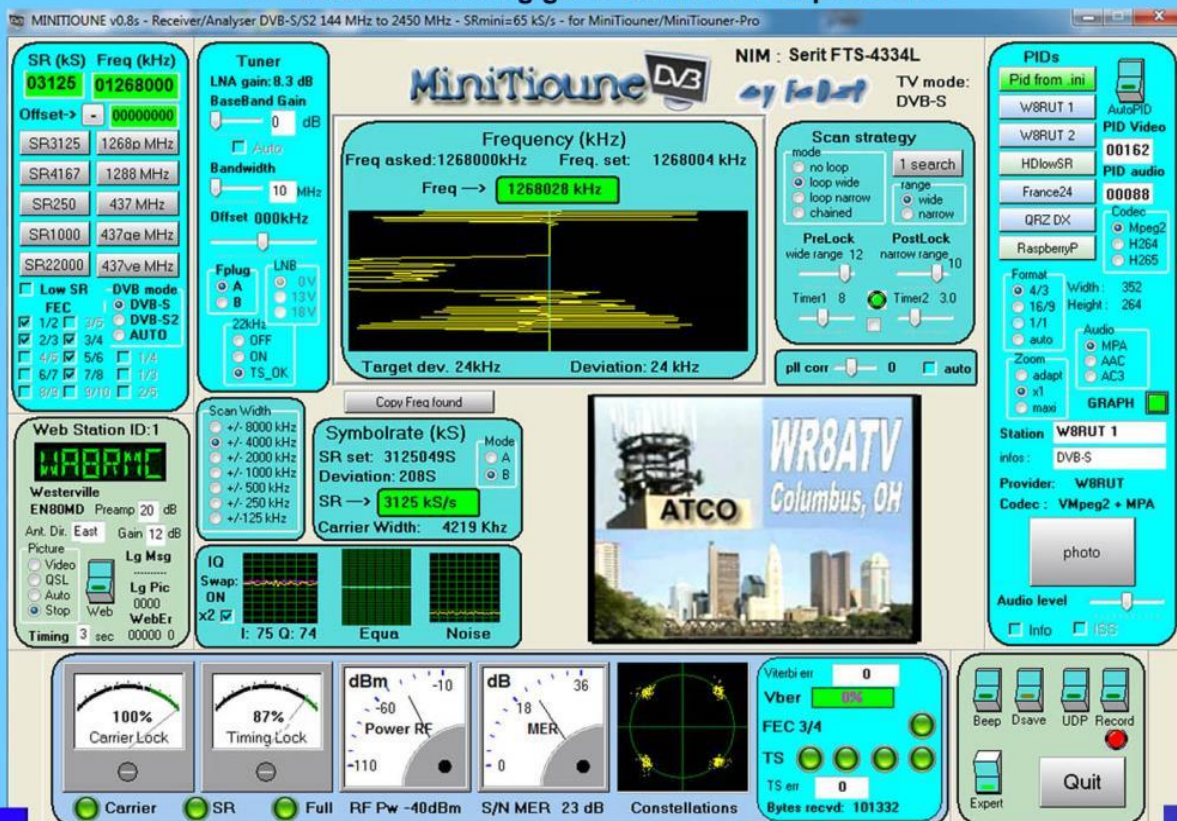 MINITIOUNE v0.8s - Receiver/Analyser DVB-S/S2 144 MHz to 2450 MHz - SRmini=65 kS/s - for MiniTiouner/MiniTiouner-Pro
SR (kS) Freq (kHz)
03125 01268000
Offset-> - 00000000
SR3125 1268p MHz
SR4167 1288 MHz
SR250 437 MHz
SR1000 437qe MHz
SR22000 437ve MHz
Low SR
DVB mode
FEC
DVB-S
DVB-S2
AUTO
1/2 3/5
2/3 3/4
4/5 5/6 1/4
6/7 7/8 1/3
8/9 9/10 2/5
Tuner
LNA gain: 8.3 dB
BaseBand Gain
0 dB
Auto
Bandwidth
10 MHz
Offset 000kHz
Fplug
A
B
LNB
0V
13V
18V
22kHz
OFF
ON
TS_OK
MiniTioune DVB
NIM : Serit FTS-4334L
TV mode:
DVB-S
Frequency (kHz)
Freq asked:1268000kHz Freq. set: 1268004 kHz
Freq —> 1268028 kHz
Target dev. 24kHz Deviation: 24 kHz
Scan strategy
mode
no loop
loop wide
loop narrow
chained
1 search
range
wide
narrow
PreLock PostLock
wide range 12 narrow range 10
Timer1 8 Timer2 3.0
pll corr 0 auto
PIDs
Pid from .ini
W8RUT 1
W8RUT 2
HDlowSR
France24
QRZ DX
RaspberryP
AutoPID
PID Video
00162
PID audio
00088
Codec
Mpeg2
H264
H265
Format
4/3
16/9
1/1
auto
Width: 352
Height: 264
Audio
MPA
AAC
AC3
Zoom
adapt
x1
maxi
GRAPH
Station W8RUT 1
infos : DVB-S
Provider: W8RUT
Codec : VMpeg2 + MPA
photo
Audio level
Info ISS
Web Station ID:1
WA8RMC
Westerville
EN80MD Preamp 20 dB
Ant. Dir. East Gain 12 dB
Picture
Video
QSL
Auto
Stop
Web
Lg Msg
Lg Pic
0000
WebEr
00000 0
Timing 3 sec
Scan Width
+/- 8000 kHz
+/- 4000 kHz
+/- 2000 kHz
+/- 1000 kHz
+/- 500 kHz
+/- 250 kHz
+/-125 kHz
Copy Freq found
Symbolrate (kS)
SR set: 3125049S
Deviation: 208S
SR —> 3125 kS/s
Carrier Width: 4219 Khz
Mode
A
B
IQ
Swap:
ON
x2
I: 75 Q: 74 Equa Noise
WR8ATV
Columbus, OH
ATCO
100%
Carrier Lock
87%
Timing Lock
dBm -10
-60
Power RF
-110
dB 36
18
MER
0
Carrier SR Full RF Pw -40dBm S/N MER 23 dB Constellations
Viterbi err 0
Vber 0%
FEC 3/4
TS
TS err 0
Bytes recvd: 101332
Beep Dsave UDP Record
Expert
Quit